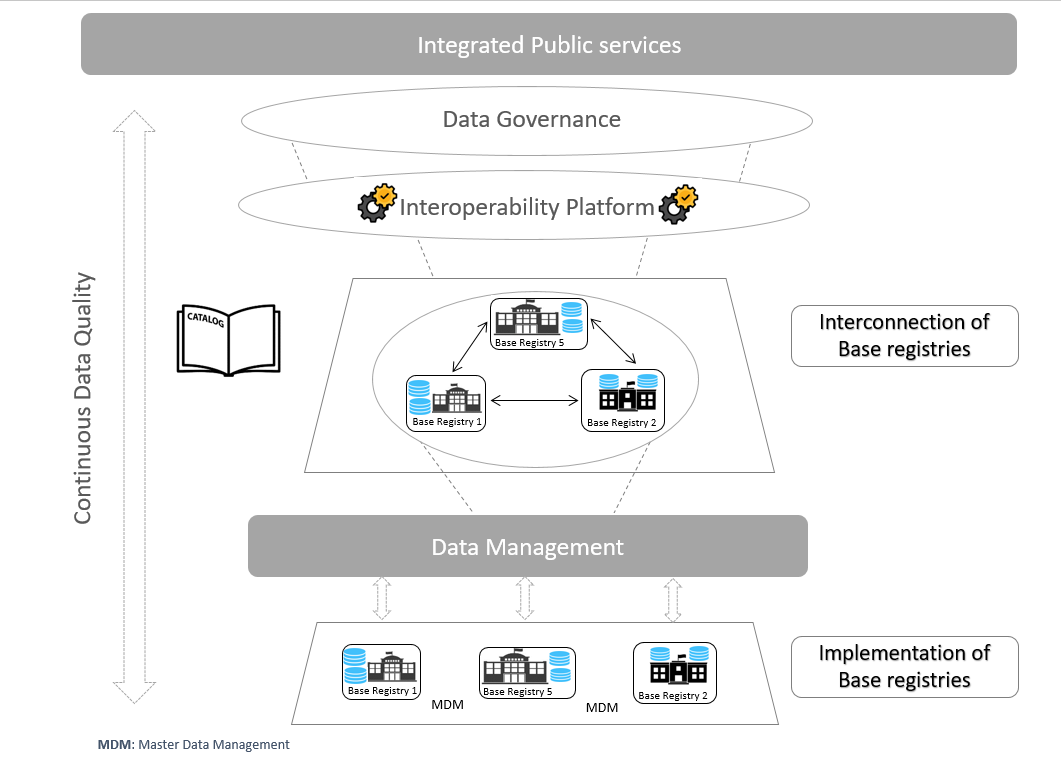 Integrated Public services
Data Governance
Interoperability Platform
Continuous Data Quality
CATALOG
Base Registry 5
Base Registry 1
Base Registry 2
Interconnection of
Base registries
Data Management
Base Registry 1
MDM
Base Registry 5
MDM
Base Registry 2
Implementation of
Base registries
MDM: Master Data Management